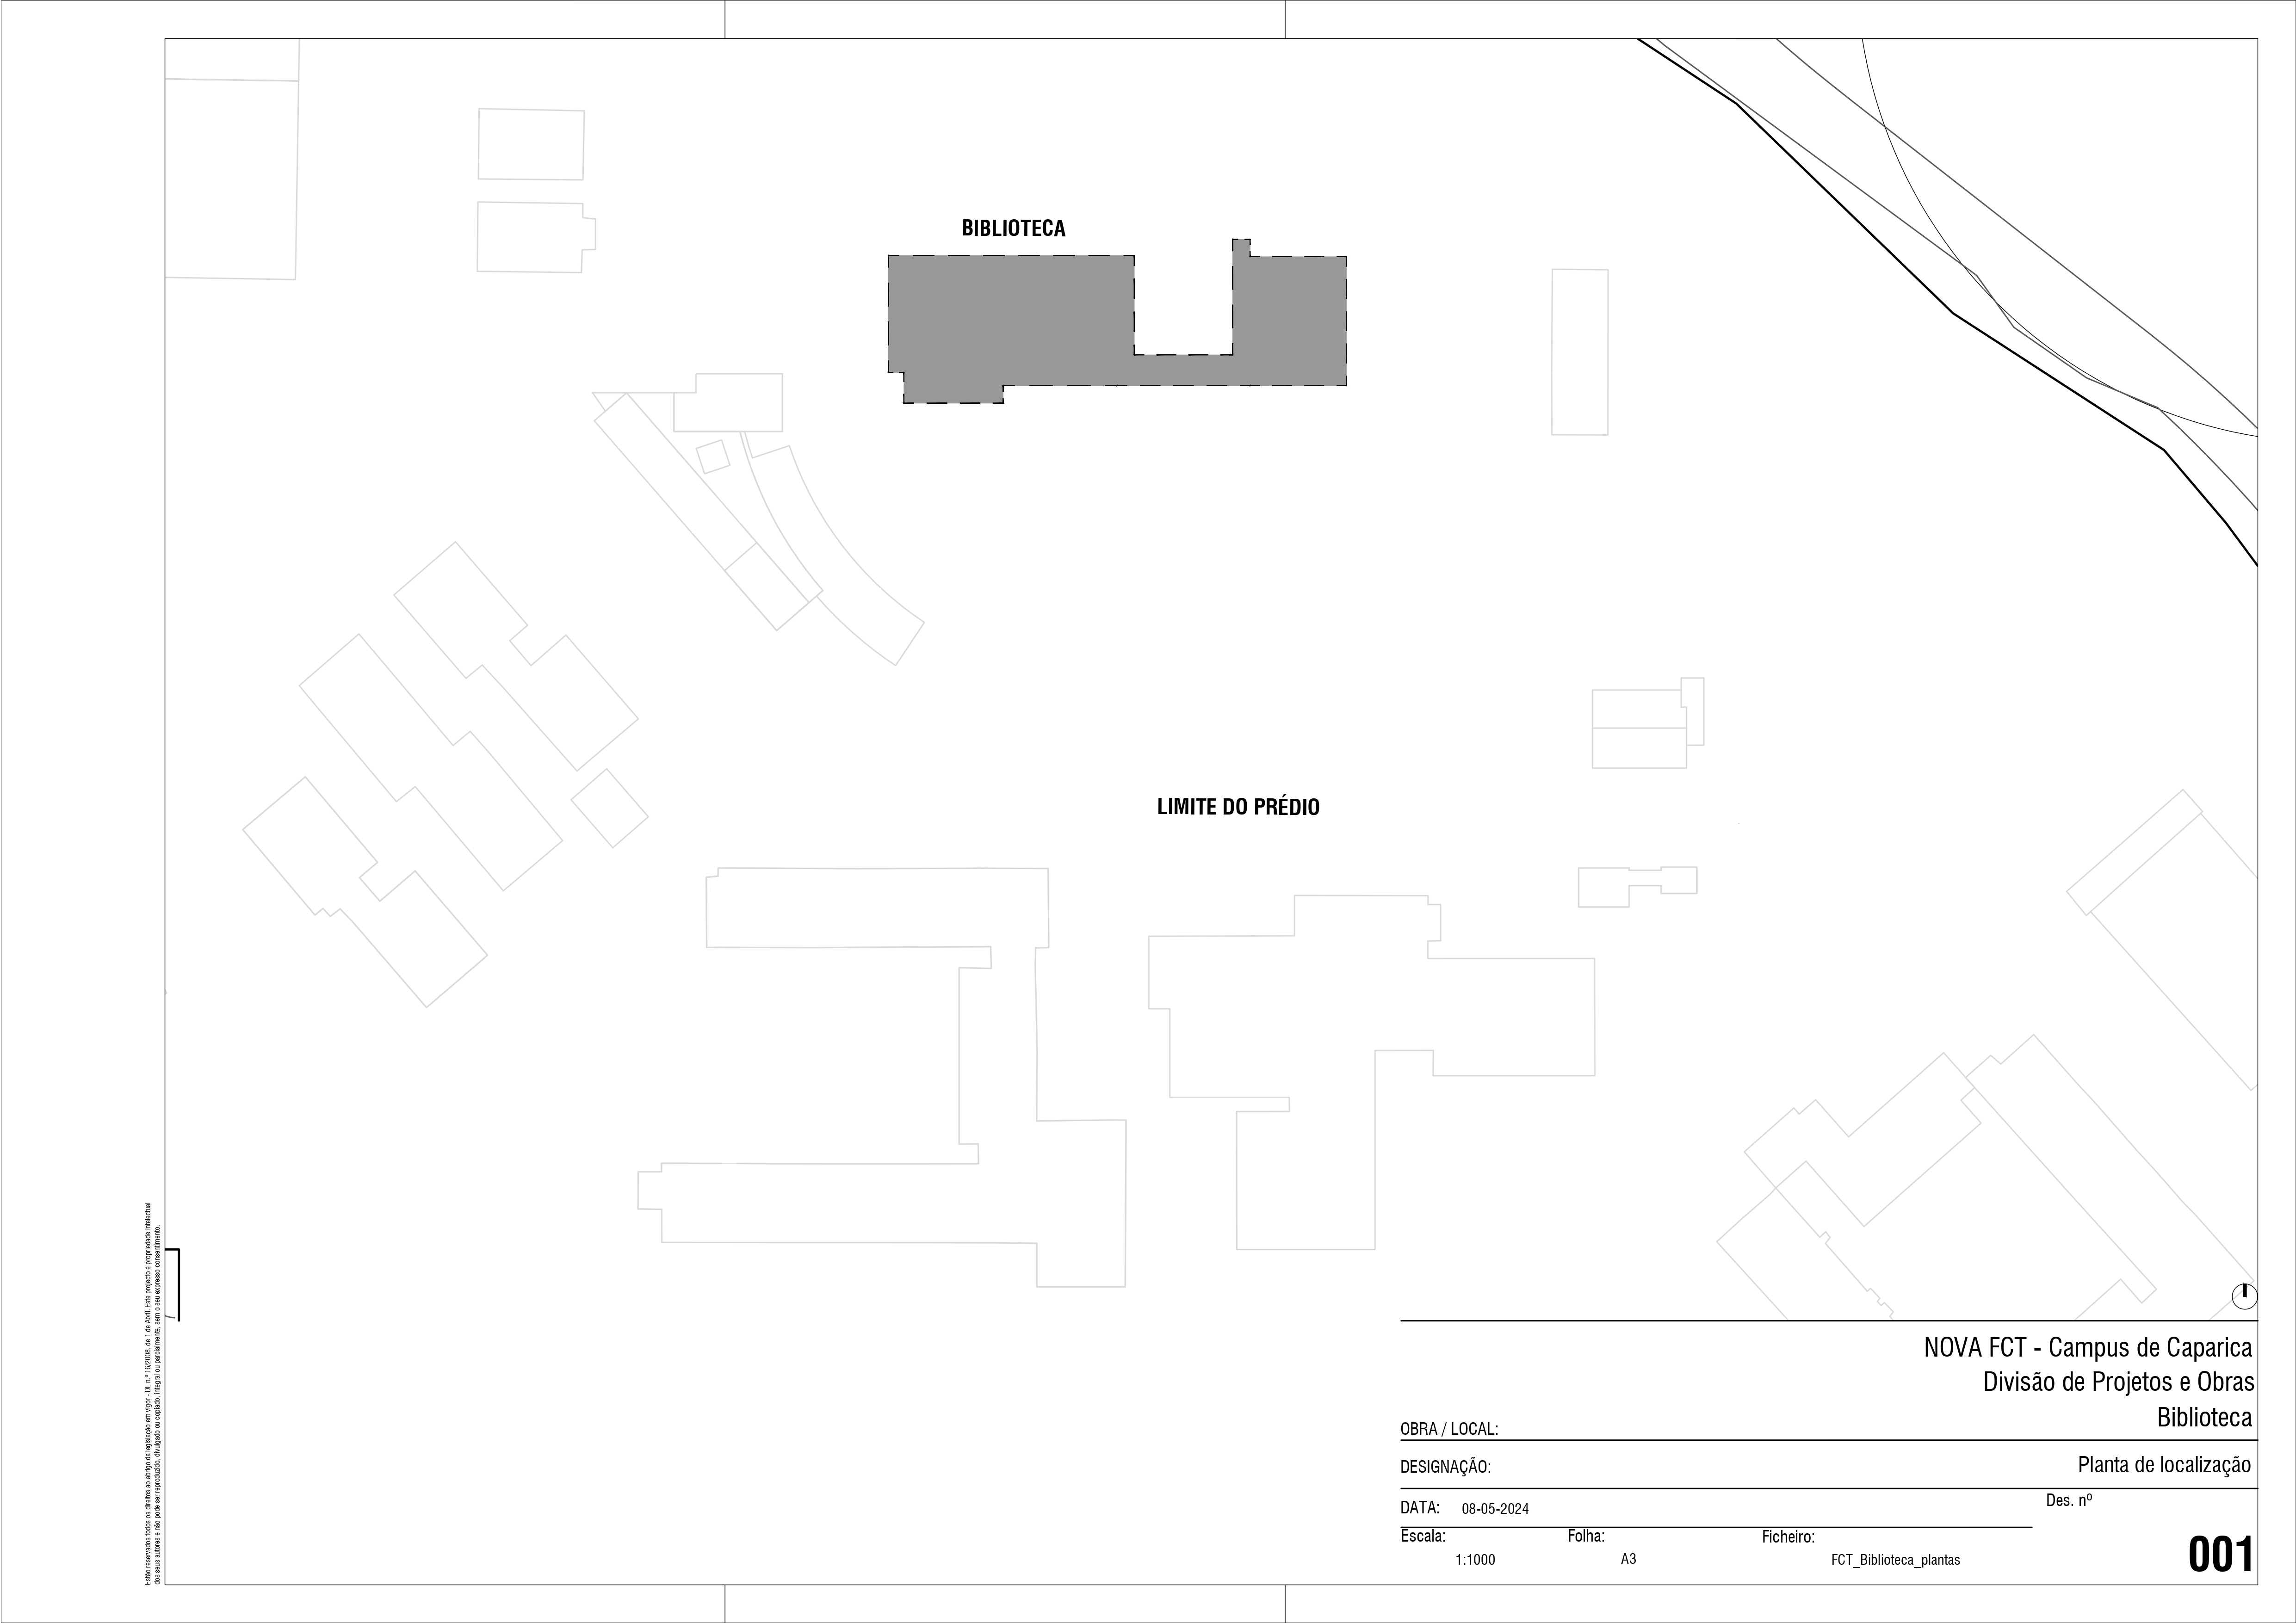 BIBLIOTECA
LIMITE DO PRÉDIO
Estão reservados todos os direitos ao abrigo da legislação em vigor - DL n.º 16/2008, de 1 de Abril. Este projecto é propriedade intelectual
dos seus autores e não pode ser reproduzido, divulgado ou copiado, integral ou parcialmente, sem o seu expresso consentimento.
NOVA FCT - Campus de Caparica
Divisão de Projetos e Obras
Biblioteca
OBRA / LOCAL:
DESIGNAÇÃO:
Planta de localização
DATA: 08-05-2024
Des. nº
Escala: Folha: Ficheiro:
1:1000 A3 FCT_Biblioteca_plantas
001